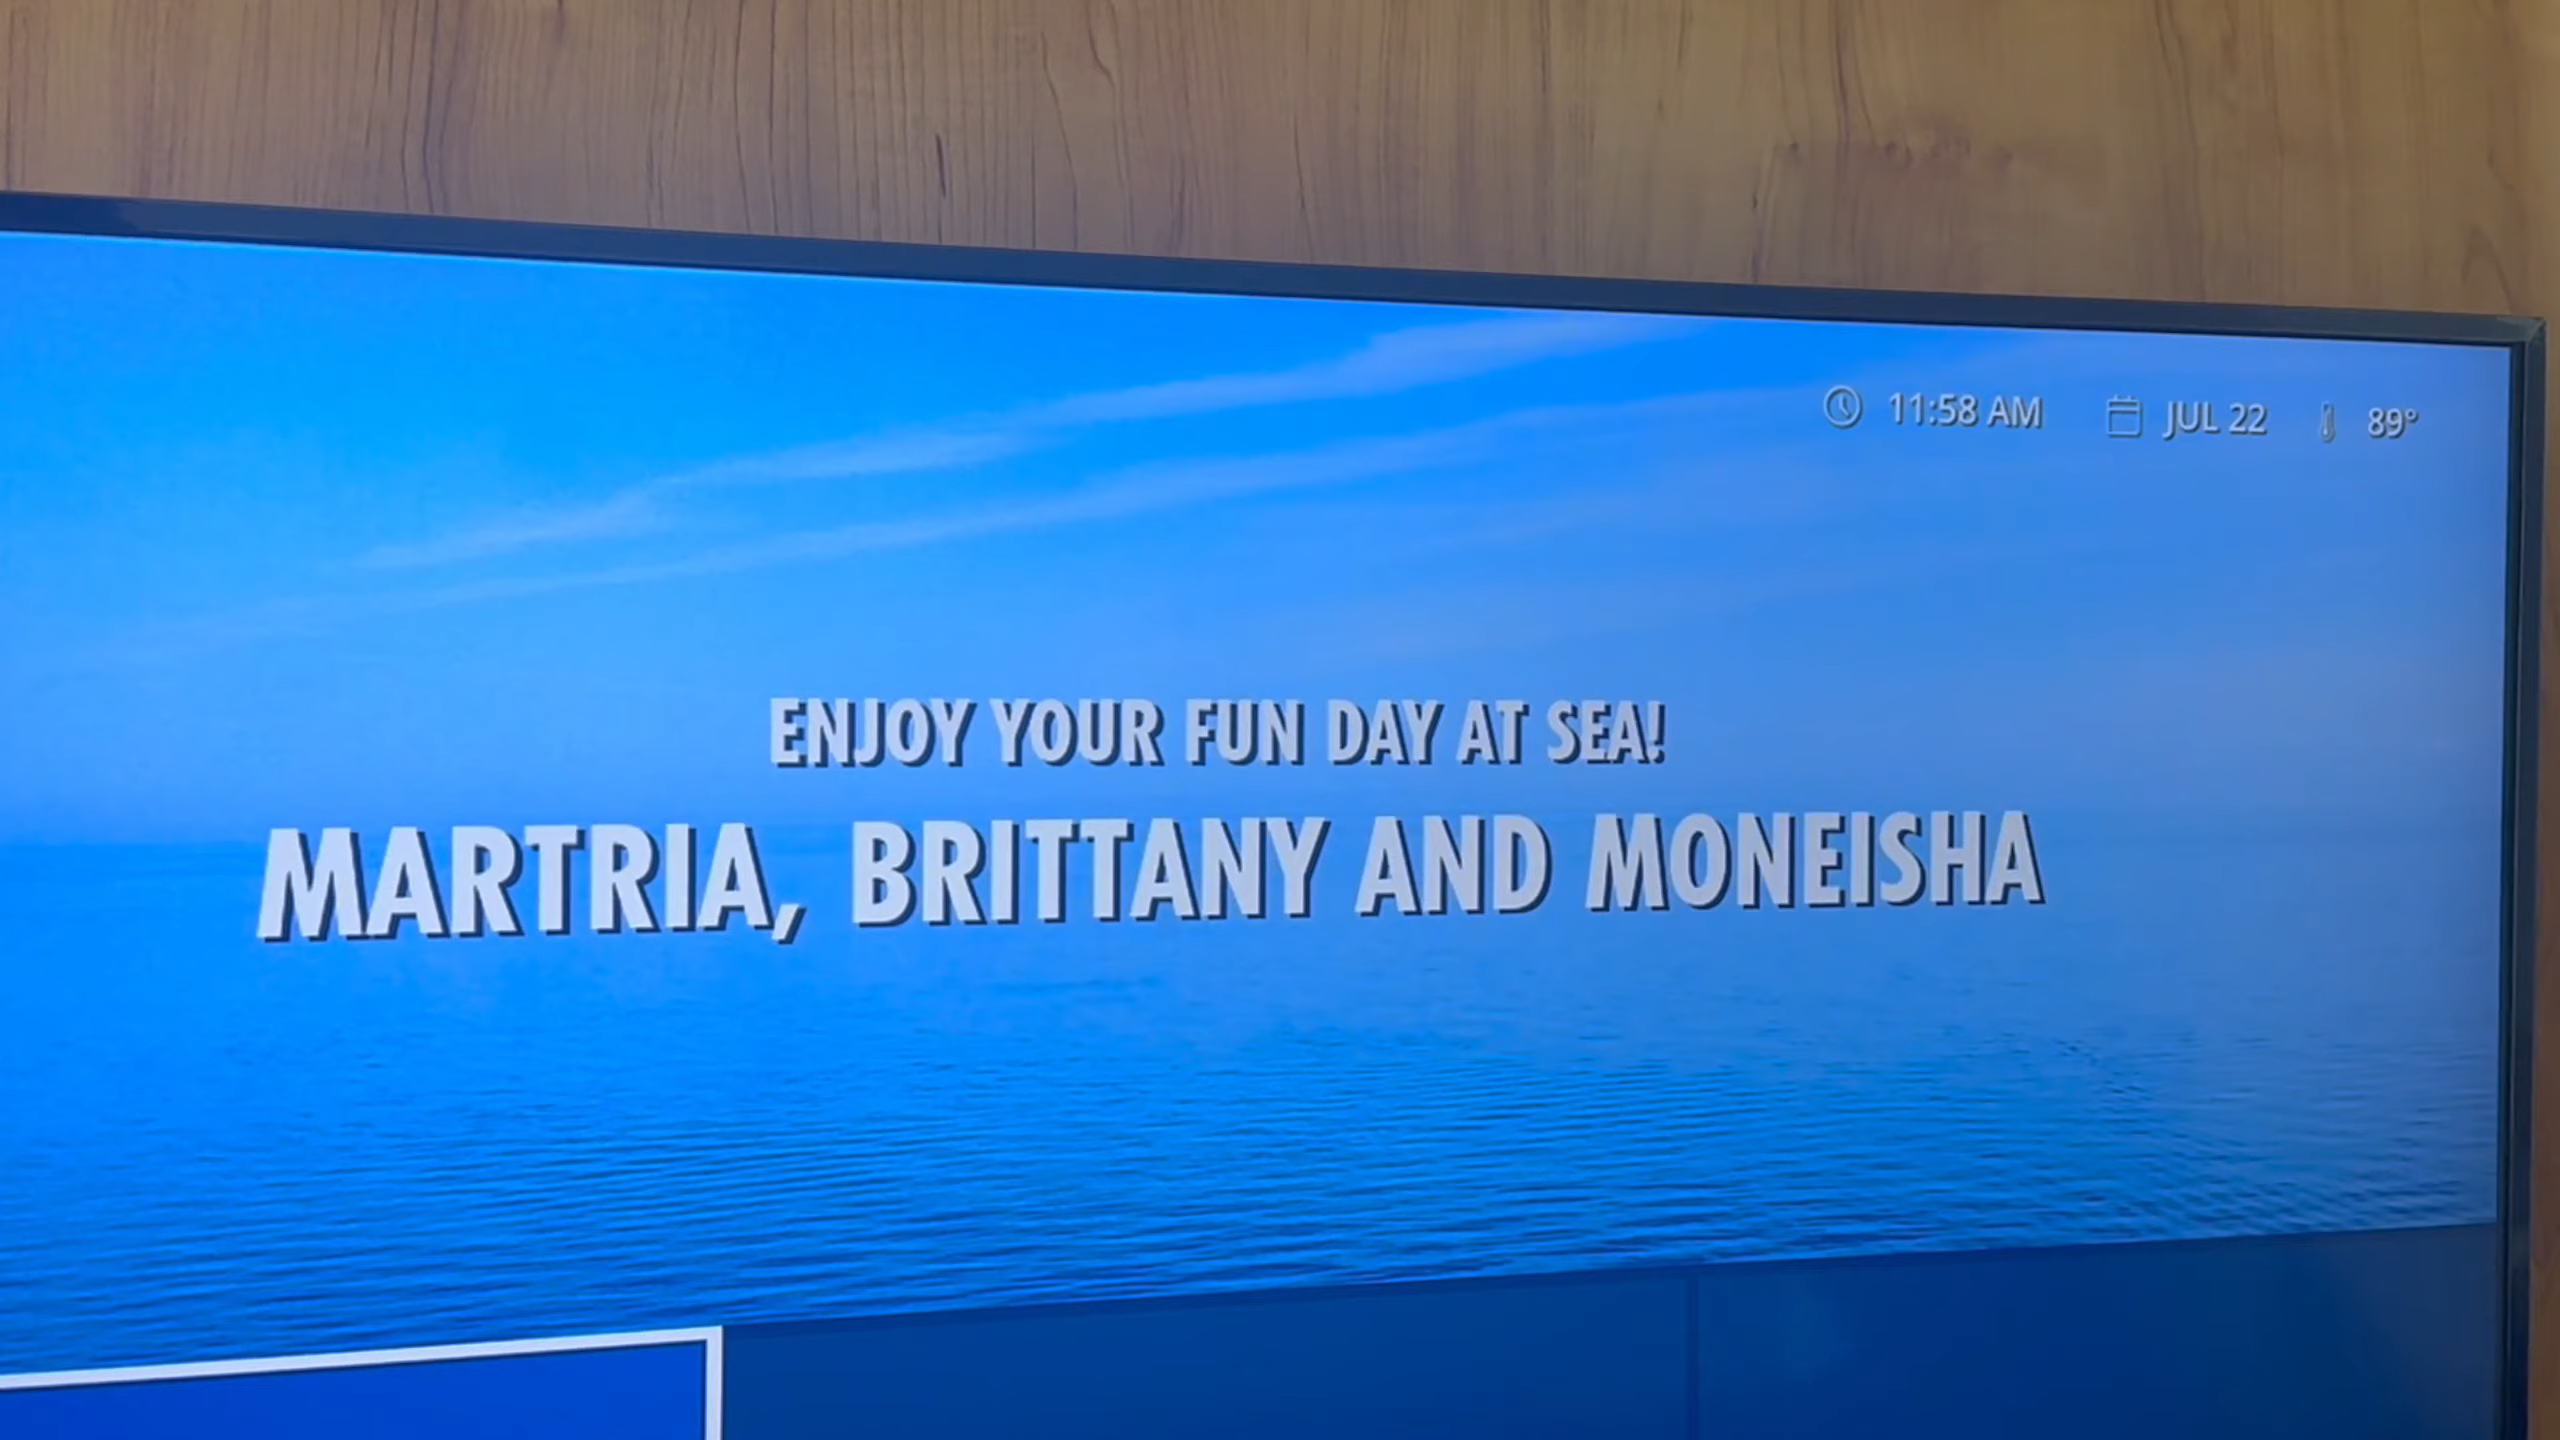 11:58 AM JUL 22 89°
ENJOY YOUR FUN DAY AT SEA!
MARTRIA, BRITTANY AND MONEISHA